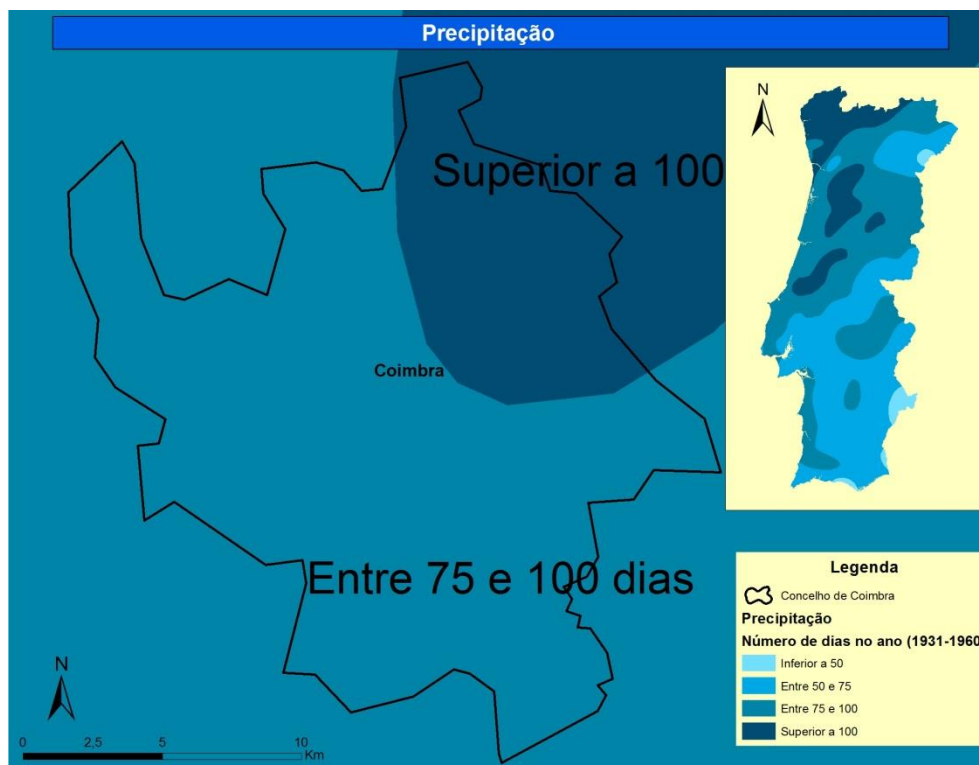 Precipitação
N
Superior a 100
Coimbra
Entre 75 e 100 dias
Legenda
Concelho de Coimbra
Precipitação
Número de dias no ano (1931-1960
Inferior a 50
Entre 50 e 75
Entre 75 e 100
Superior a 100
N
0 2,5 5 10
Km